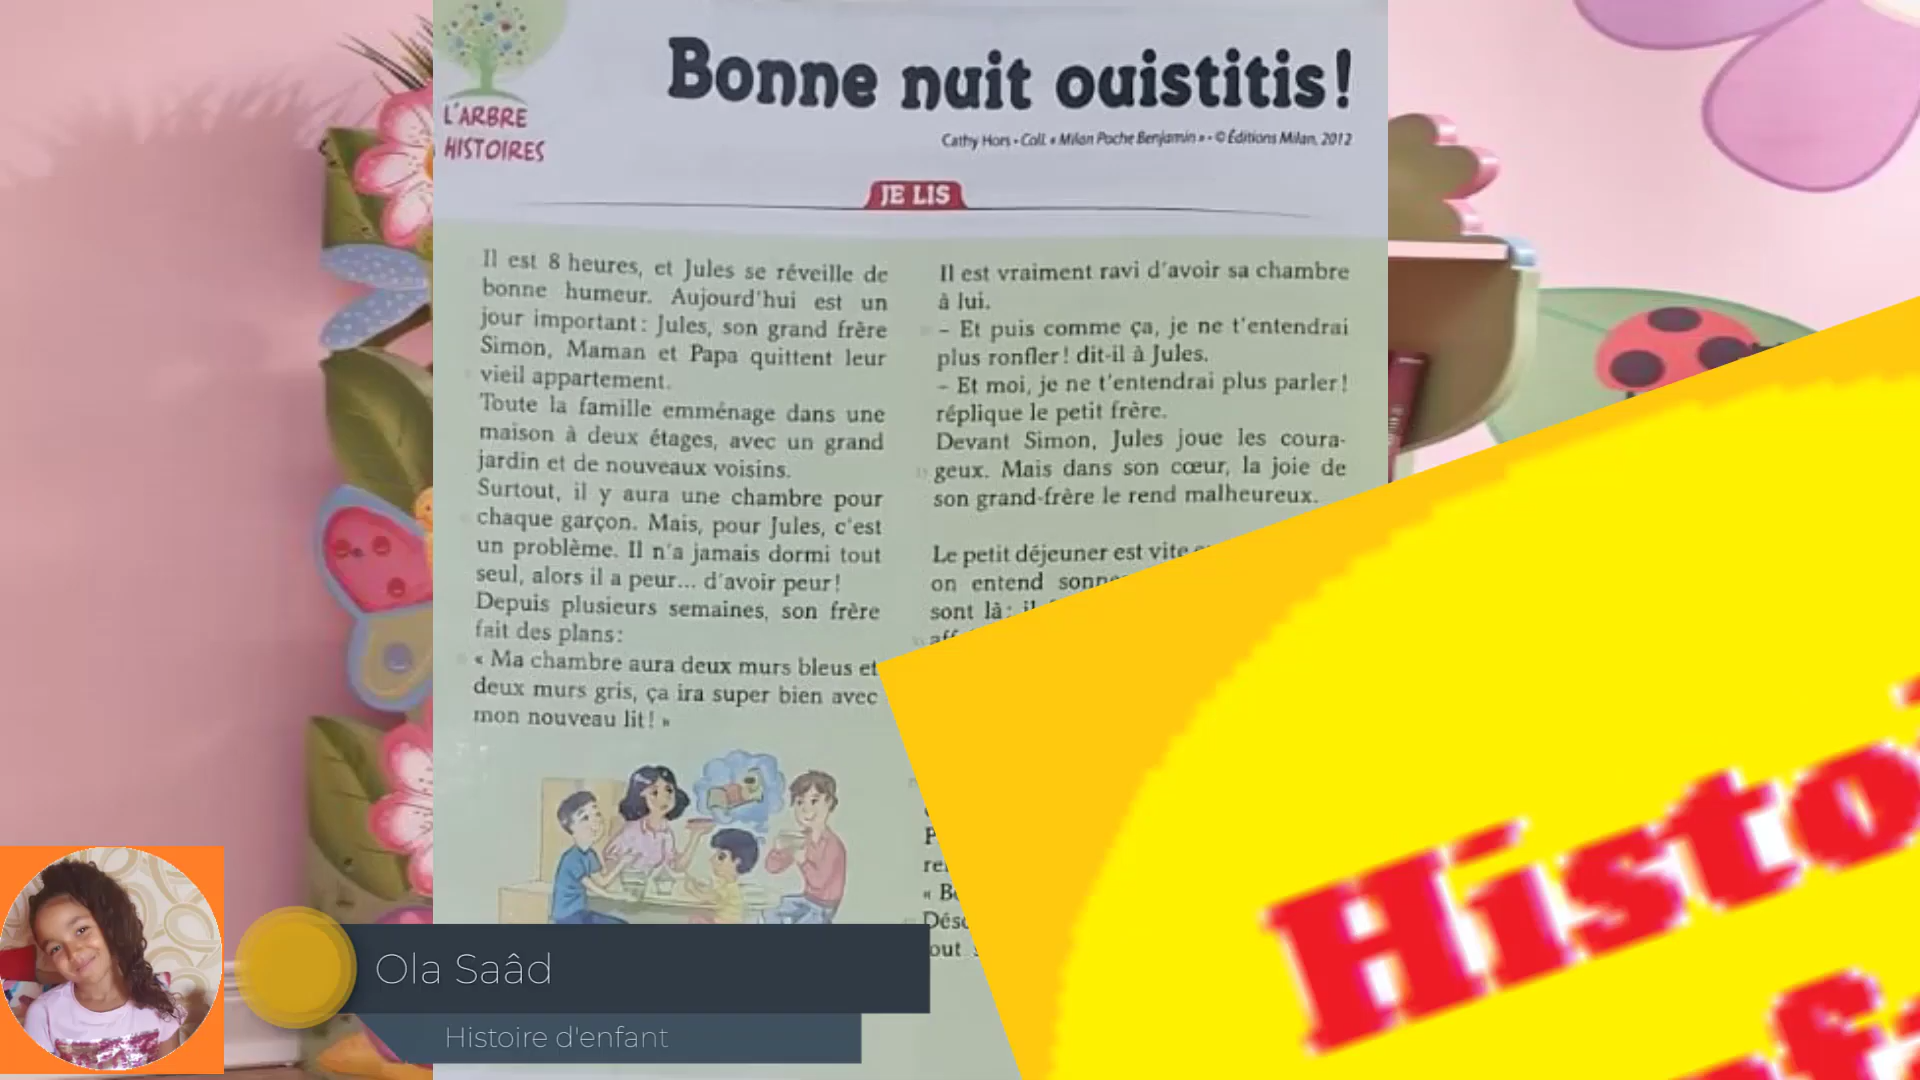 L'ARBRE
HISTOIRES
Bonne nuit ouistitis!
Cathy Hors • Coll. « Milan Poche Benjamin » • © Éditions Milan, 2012
JE LIS
Il est 8 heures, et Jules se réveille de
bonne humeur. Aujourd'hui est un
jour important : Jules, son grand frère
Simon, Maman et Papa quittent leur
vieil appartement.
Toute la famille emménage dans une
maison à deux étages, avec un grand
jardin et de nouveaux voisins.
Surtout, il y aura une chambre pour
chaque garçon. Mais, pour Jules, c'est
un problème. Il n'a jamais dormi tout
seul, alors il a peur... d'avoir peur !
Depuis plusieurs semaines, son frère
fait des plans :
« Ma chambre aura deux murs bleus et
deux murs gris, ça ira super bien avec
mon nouveau lit ! »
Il est vraiment ravi d'avoir sa chambre
à lui.
– Et puis comme ça, je ne t'entendrai
plus ronfler ! dit-il à Jules.
– Et moi, je ne t'entendrai plus parler !
réplique le petit frère.
Devant Simon, Jules joue les coura-
geux. Mais dans son cœur, la joie de
son grand-frère le rend malheureux.
Le petit déjeuner est vite
on entend
sont là :
Histoi
Ola Saâd
Histoire d'enfant